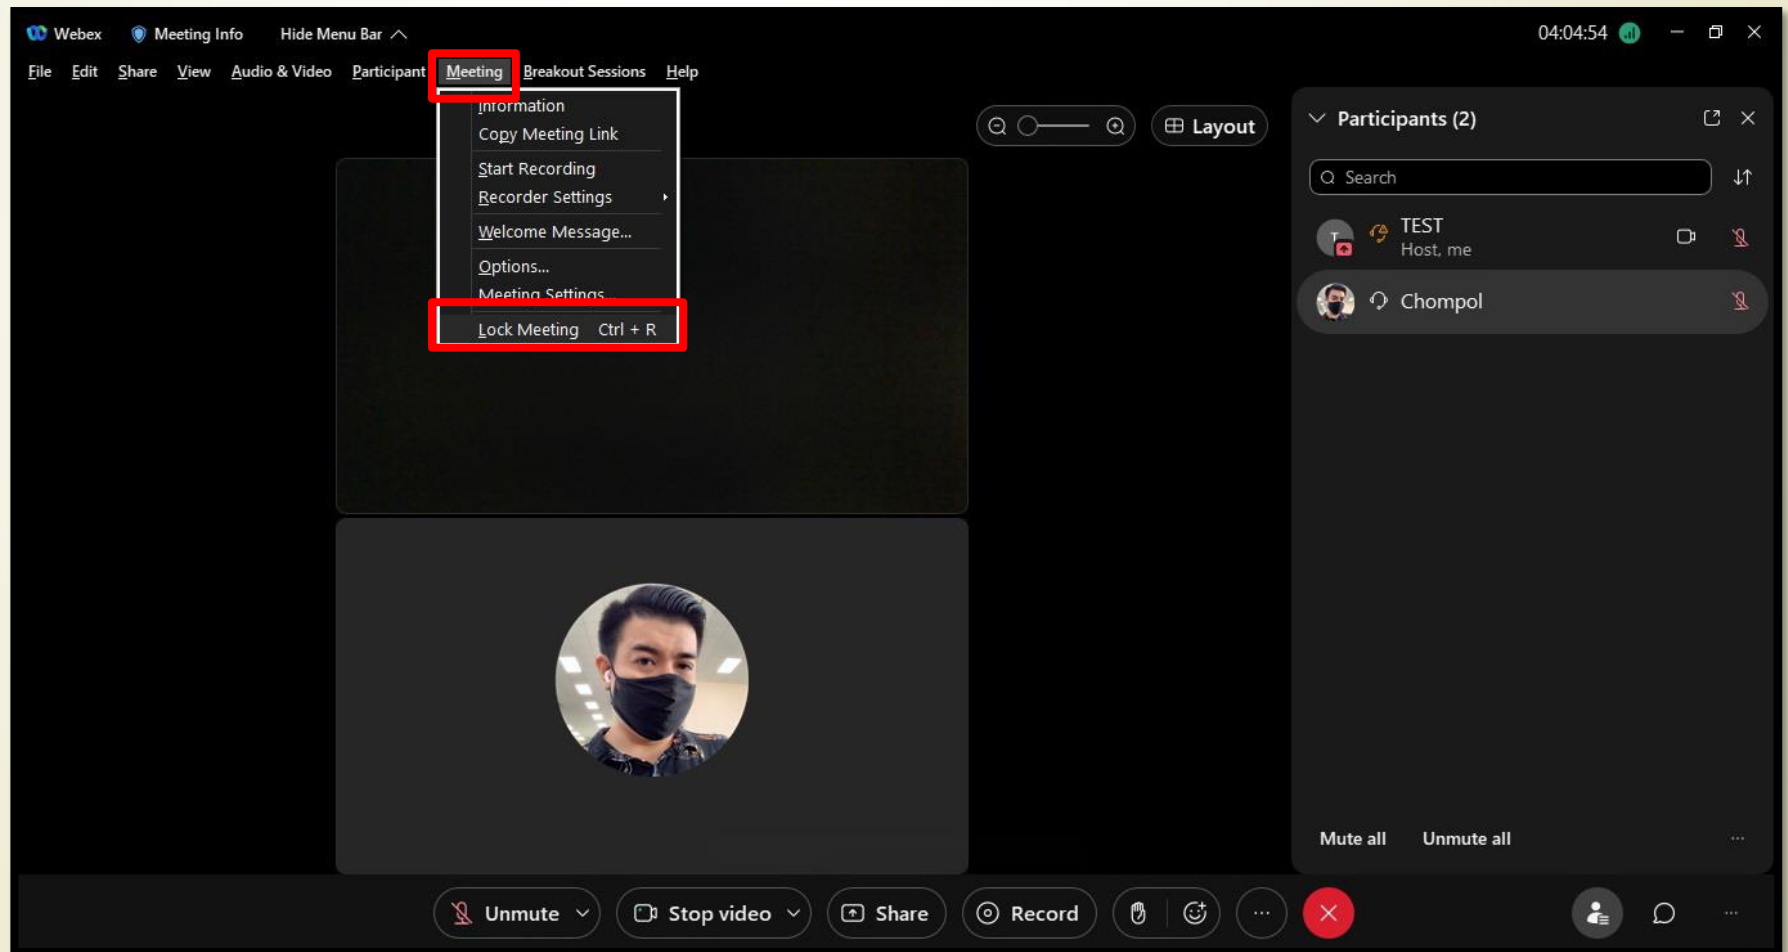 Webex Meeting Info Hide Menu Bar 04:04:54
File Edit Share View Audio & Video Participant Meeting Breakout Sessions Help
Information
Copy Meeting Link
Start Recording
Recorder Settings
Welcome Message...
Options...
Meeting Settings...
Lock Meeting Ctrl + R
Layout
Participants (2)
Search
T
TEST
Host, me
Chompol
Mute all Unmute all
Unmute Stop video Share Record